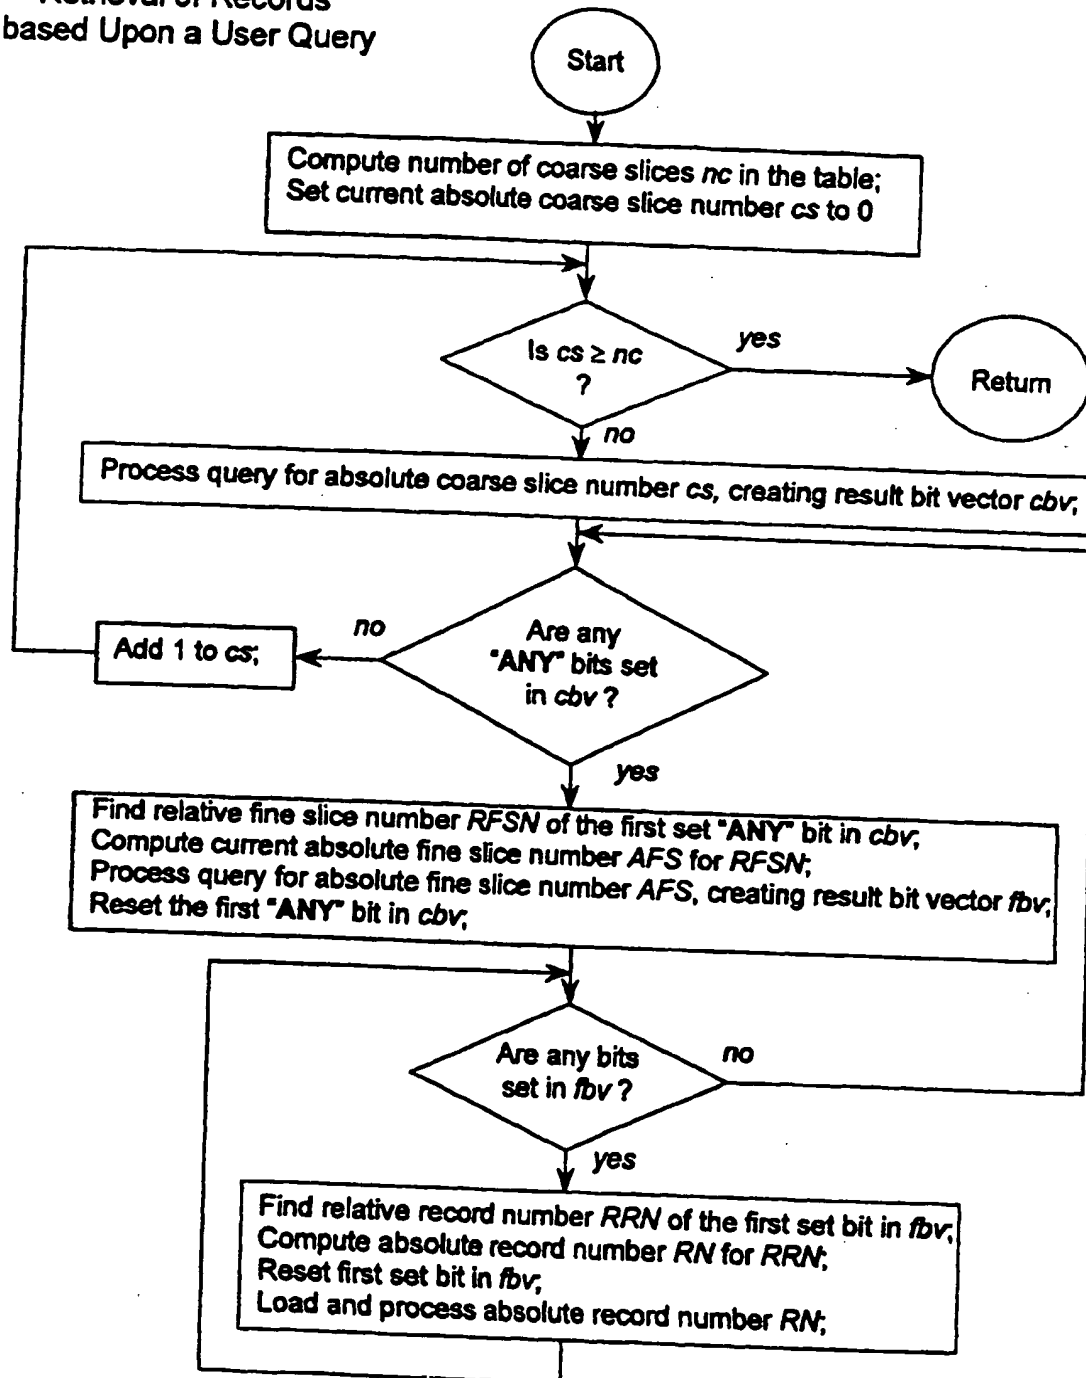 Retrieval of Records
based Upon a User Query
Start
Compute number of coarse slices nc in the table;
Set current absolute coarse slice number cs to 0
Is cs ≥ nc
?
yes
Return
no
Process query for absolute coarse slice number cs, creating result bit vector cbv;
Are any
"ANY" bits set
in cbv ?
no
Add 1 to cs;
yes
Find relative fine slice number RFSN of the first set "ANY" bit in cbv;
Compute current absolute fine slice number AFS for RFSN;
Process query for absolute fine slice number AFS, creating result bit vector fbv;
Reset the first "ANY" bit in cbv;
Are any bits
set in fbv ?
no
yes
Find relative record number RRN of the first set bit in fbv;
Compute absolute record number RN for RRN;
Reset first set bit in fbv;
Load and process absolute record number RN;